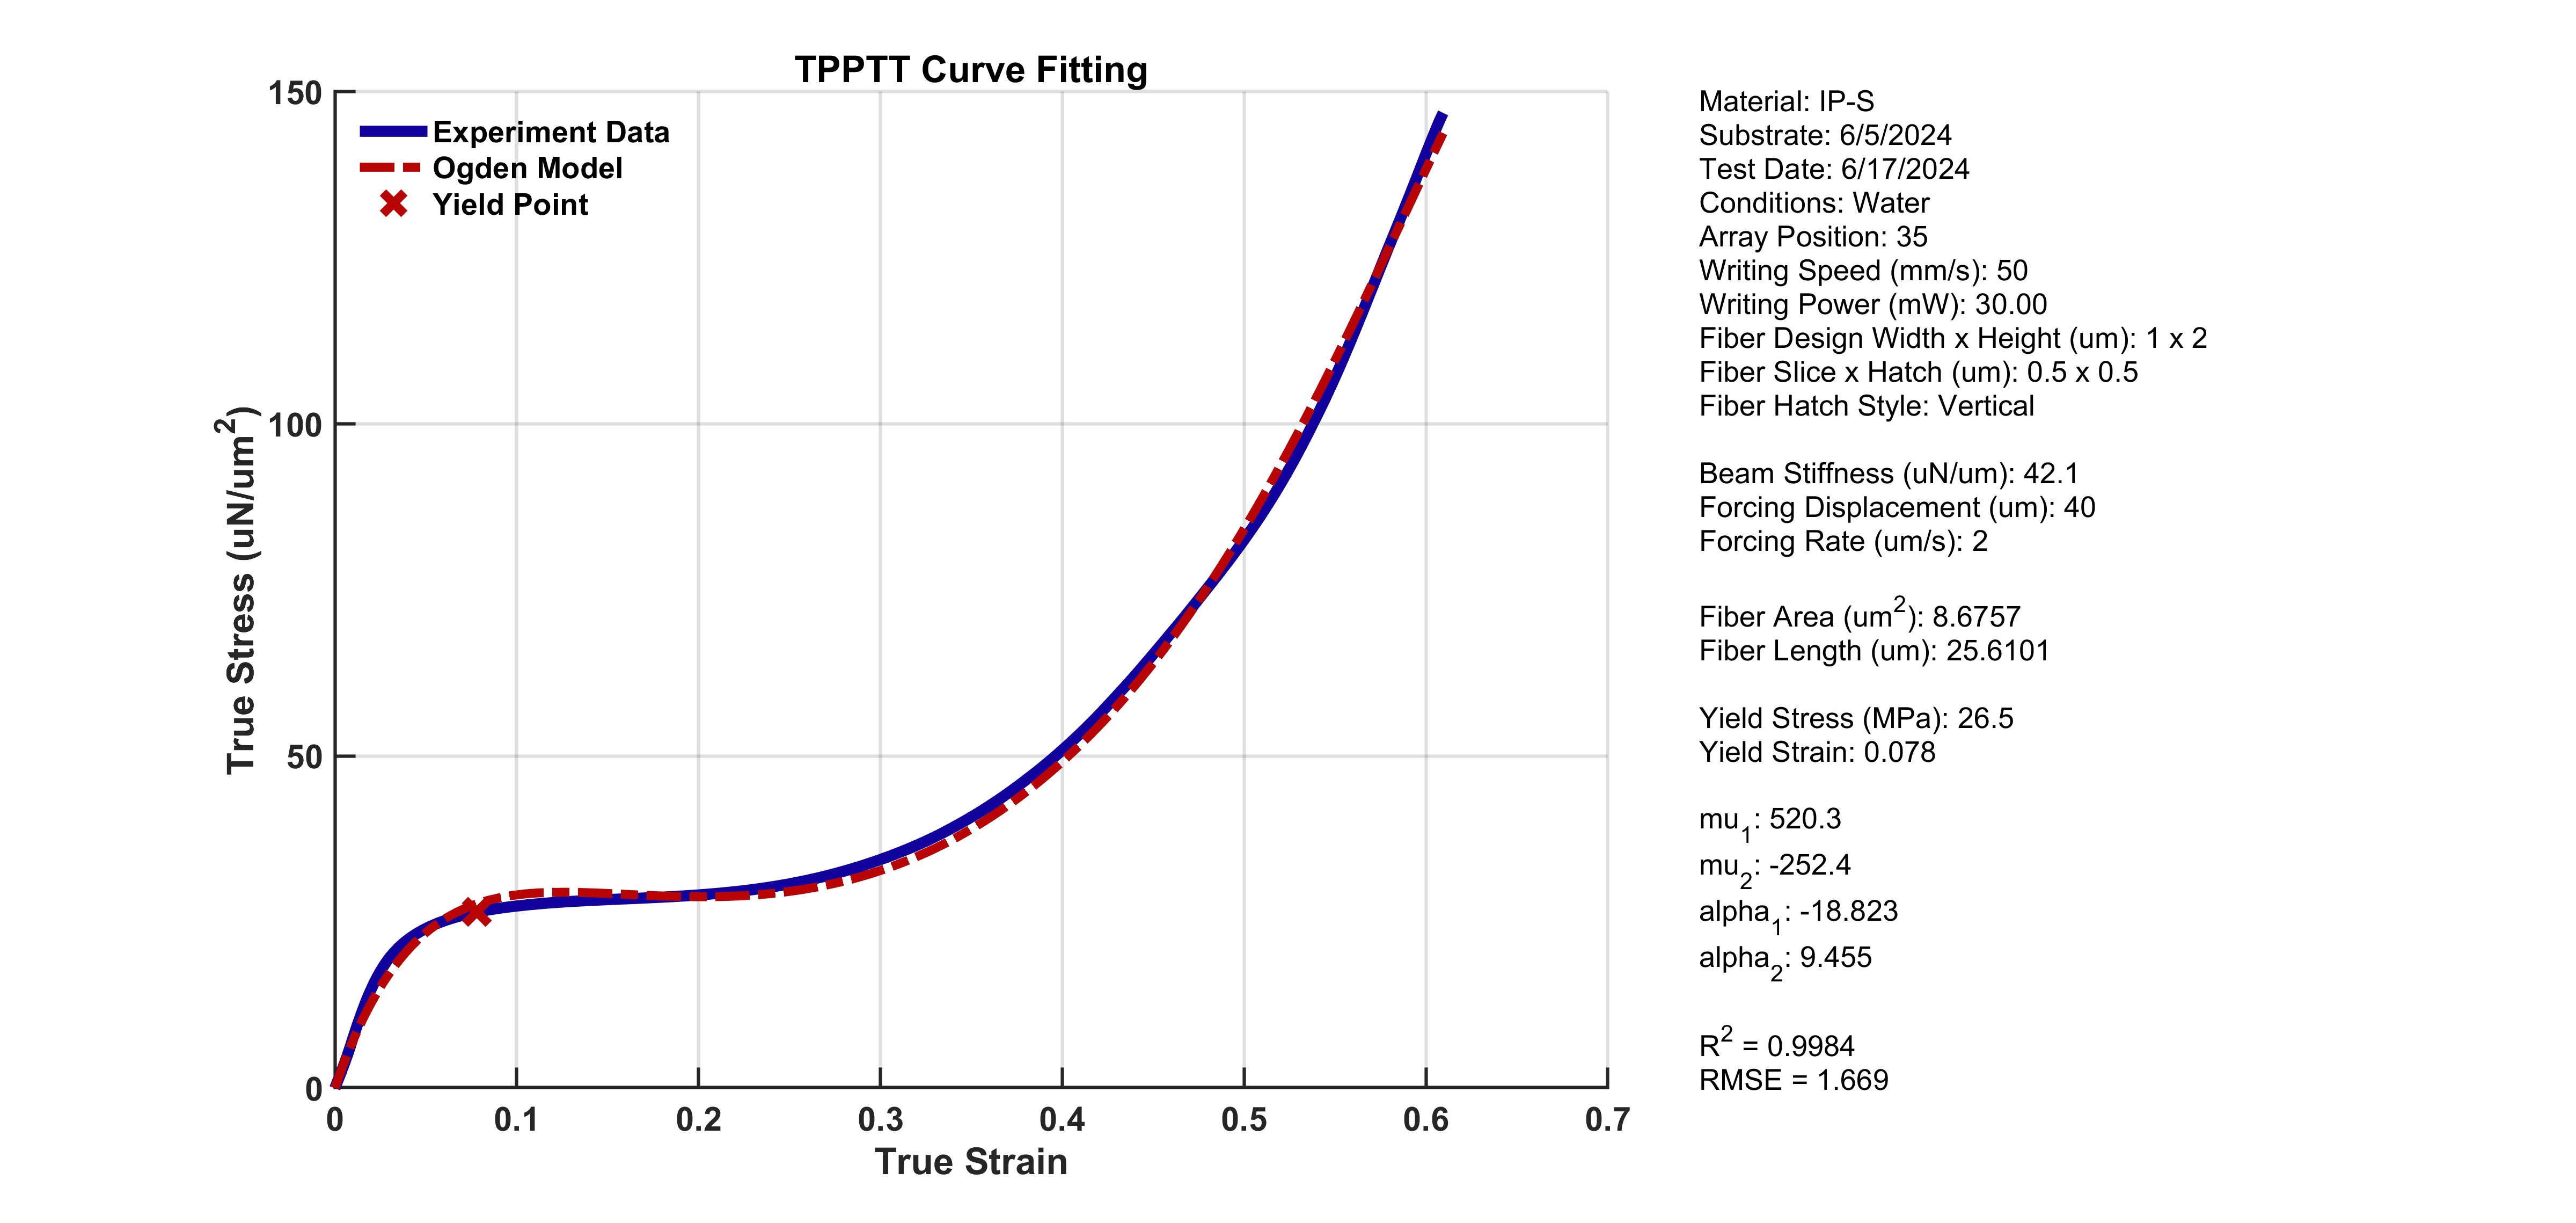 TPPTT Curve Fitting
150
100
50
0
True Stress (uN/um²)
Experiment Data
Ogden Model
Yield Point
0 0.1 0.2 0.3 0.4 0.5 0.6 0.7
True Strain
Material: IP-S
Substrate: 6/5/2024
Test Date: 6/17/2024
Conditions: Water
Array Position: 35
Writing Speed (mm/s): 50
Writing Power (mW): 30.00
Fiber Design Width x Height (um): 1 x 2
Fiber Slice x Hatch (um): 0.5 x 0.5
Fiber Hatch Style: Vertical
Beam Stiffness (uN/um): 42.1
Forcing Displacement (um): 40
Forcing Rate (um/s): 2
Fiber Area (um²): 8.6757
Fiber Length (um): 25.6101
Yield Stress (MPa): 26.5
Yield Strain: 0.078
mu₁: 520.3
mu₂: -252.4
alpha₁: -18.823
alpha₂: 9.455
R² = 0.9984
RMSE = 1.669